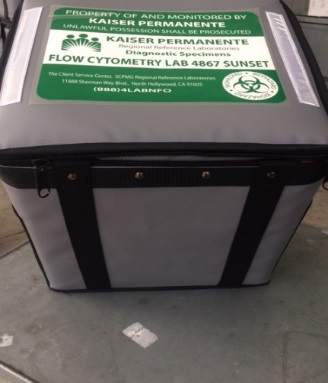 PROPERTY OF AND MONITORED BY
KAISER PERMANENTE
UNLAWFUL POSSESSION SHALL BE PROSECUTED
KAISER PERMANENTE
Regional Reference Laboratories
Diagnostic Specimens
FLOW CYTOMETRY LAB 4867 SUNSET
The Client Service Center, SCPMG Regional Reference Laboratories
11668 Sherman Way Blvd., North Hollywood, CA 91605
(888)4LABNFO